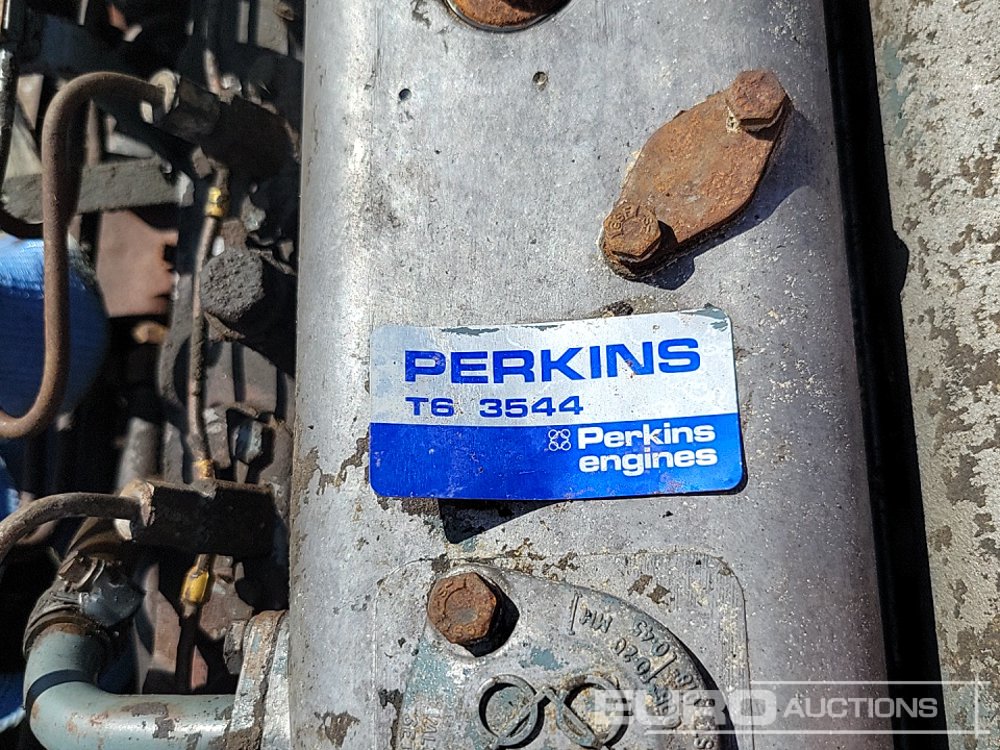 PERKINS
T6 3544
Perkins
engines
EURO AUCTIONS